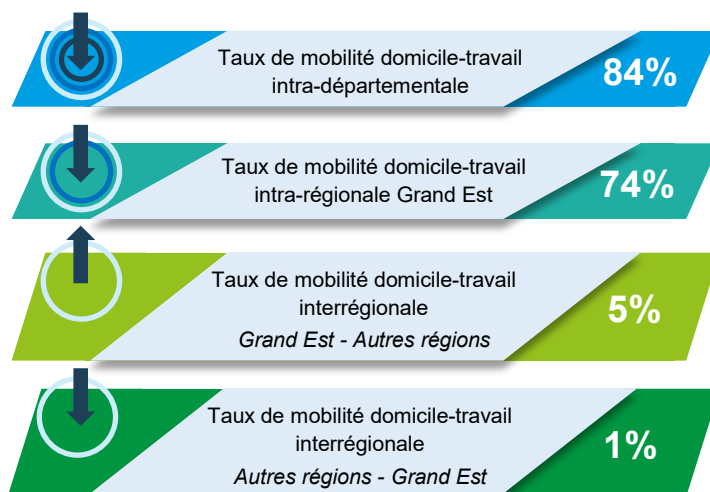 Taux de mobilité domicile-travail
intra-départementale
84%
Taux de mobilité domicile-travail
intra-régionale Grand Est
74%
Taux de mobilité domicile-travail
interrégionale
Grand Est - Autres régions
5%
Taux de mobilité domicile-travail
interrégionale
Autres régions - Grand Est
1%